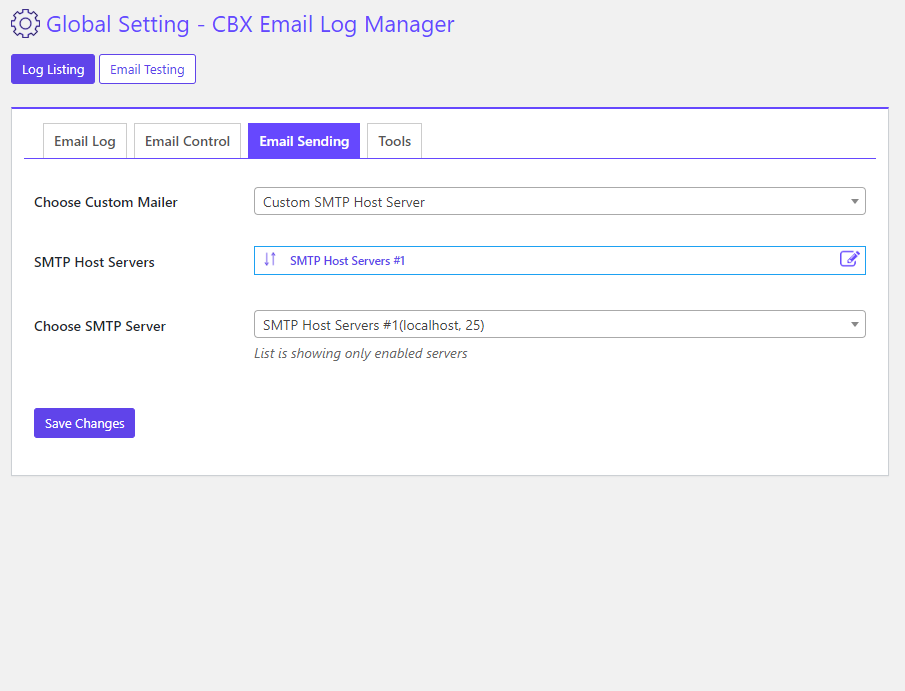 Global Setting - CBX Email Log Manager
Log Listing
Email Testing
Email Log
Email Control
Email Sending
Tools
Choose Custom Mailer
Custom SMTP Host Server
SMTP Host Servers
SMTP Host Servers #1
Choose SMTP Server
SMTP Host Servers #1(localhost, 25)
List is showing only enabled servers
Save Changes